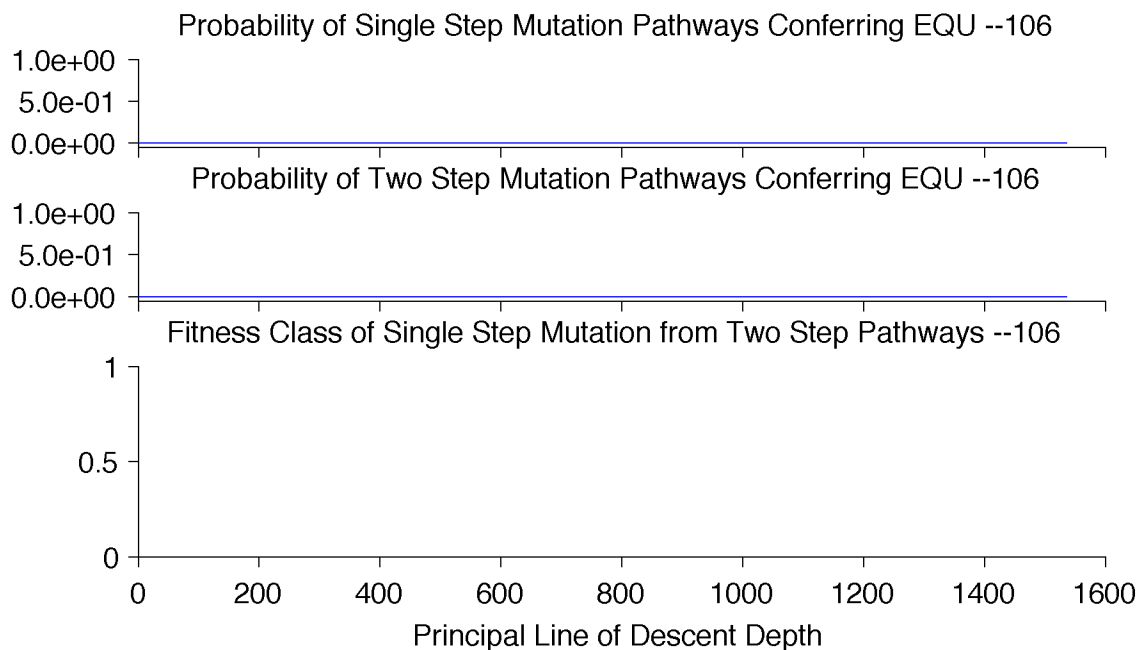 Probability of Single Step Mutation Pathways Conferring EQU --106
1.0e+00
5.0e-01
0.0e+00
Probability of Two Step Mutation Pathways Conferring EQU --106
1.0e+00
5.0e-01
0.0e+00
Fitness Class of Single Step Mutation from Two Step Pathways --106
1
0.5
0
0 200 400 600 800 1000 1200 1400 1600
Principal Line of Descent Depth